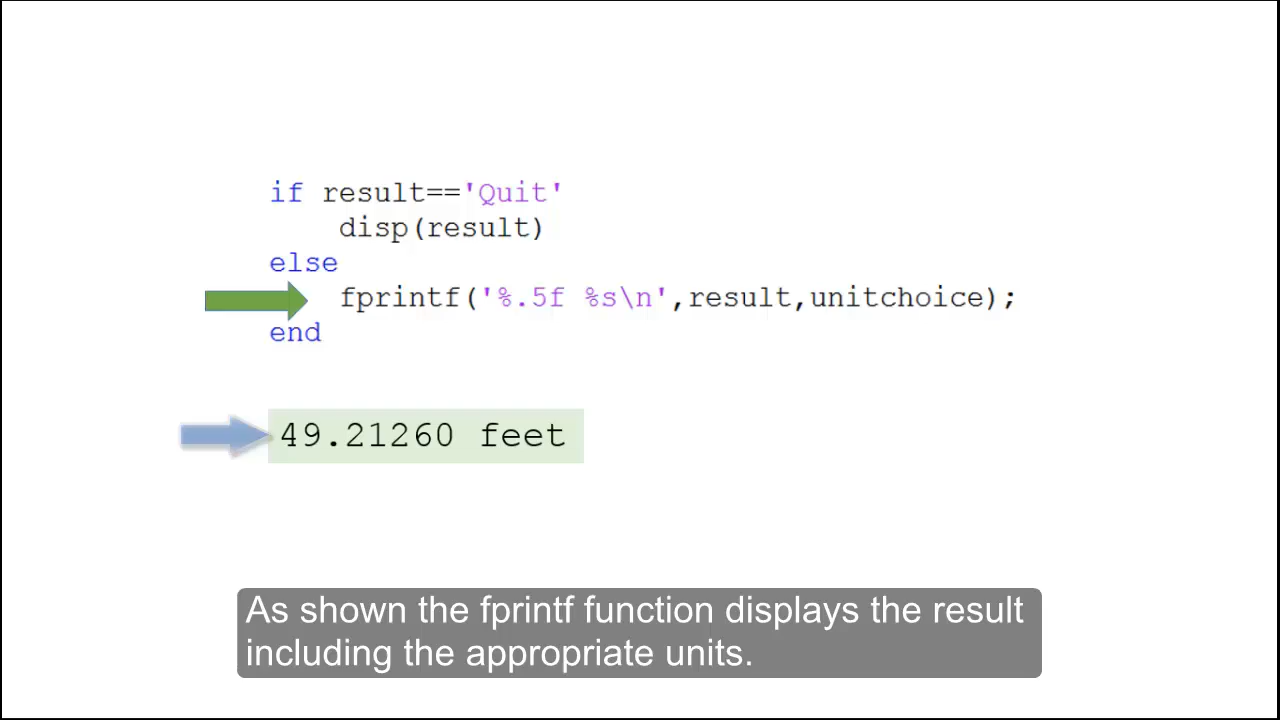 if result=='Quit'
    disp(result)
else
    fprintf('%.5f %s\n',result,unitchoice);
end
49.21260 feet
As shown the fprintf function displays the result
including the appropriate units.